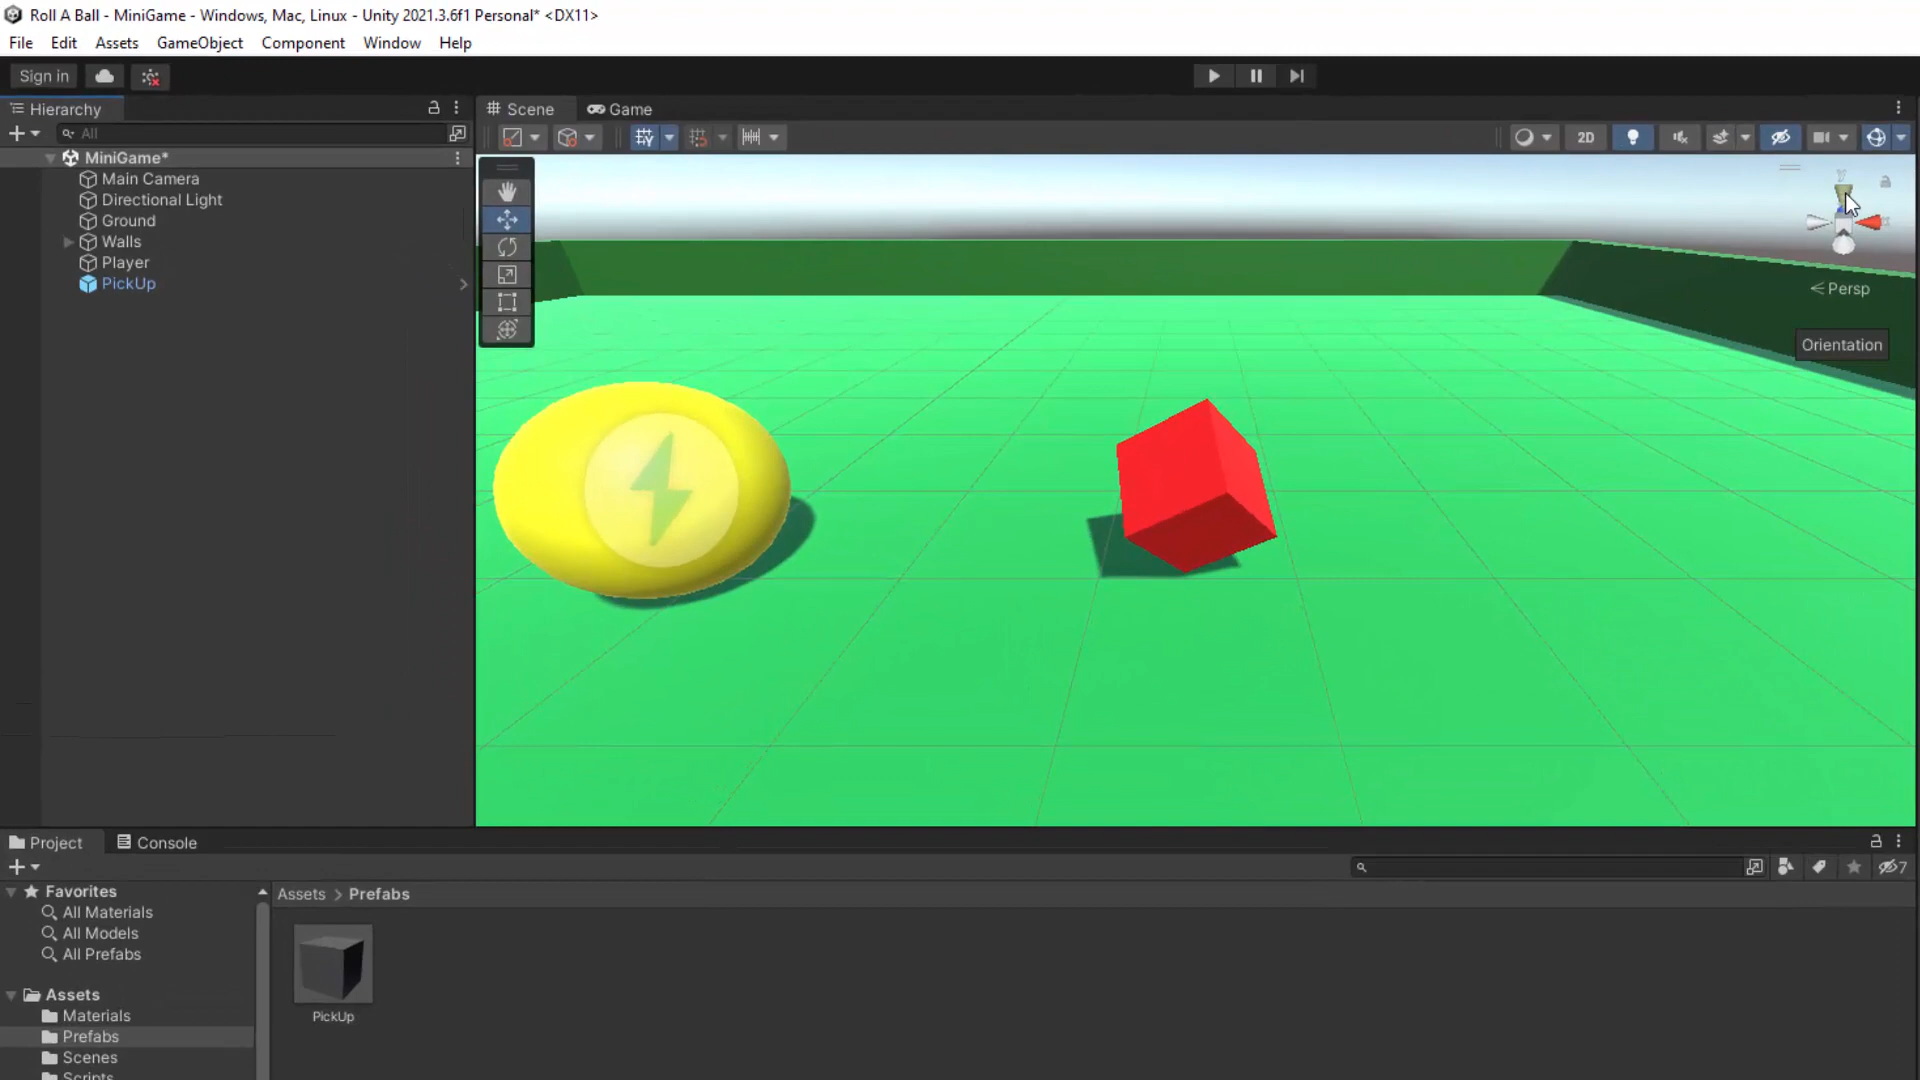 Roll A Ball - MiniGame - Windows, Mac, Linux - Unity 2021.3.6f1 Personal* <DX11>
File Edit Assets GameObject Component Window Help
Sign in
Hierarchy
Scene Game
All
2D
MiniGame*
Main Camera
Directional Light
Ground
Walls
Player
PickUp
y
Persp
Orientation
Project Console
7
Favorites
All Materials
All Models
All Prefabs
Assets
Materials
Prefabs
Scenes
Scripts
Assets > Prefabs
PickUp